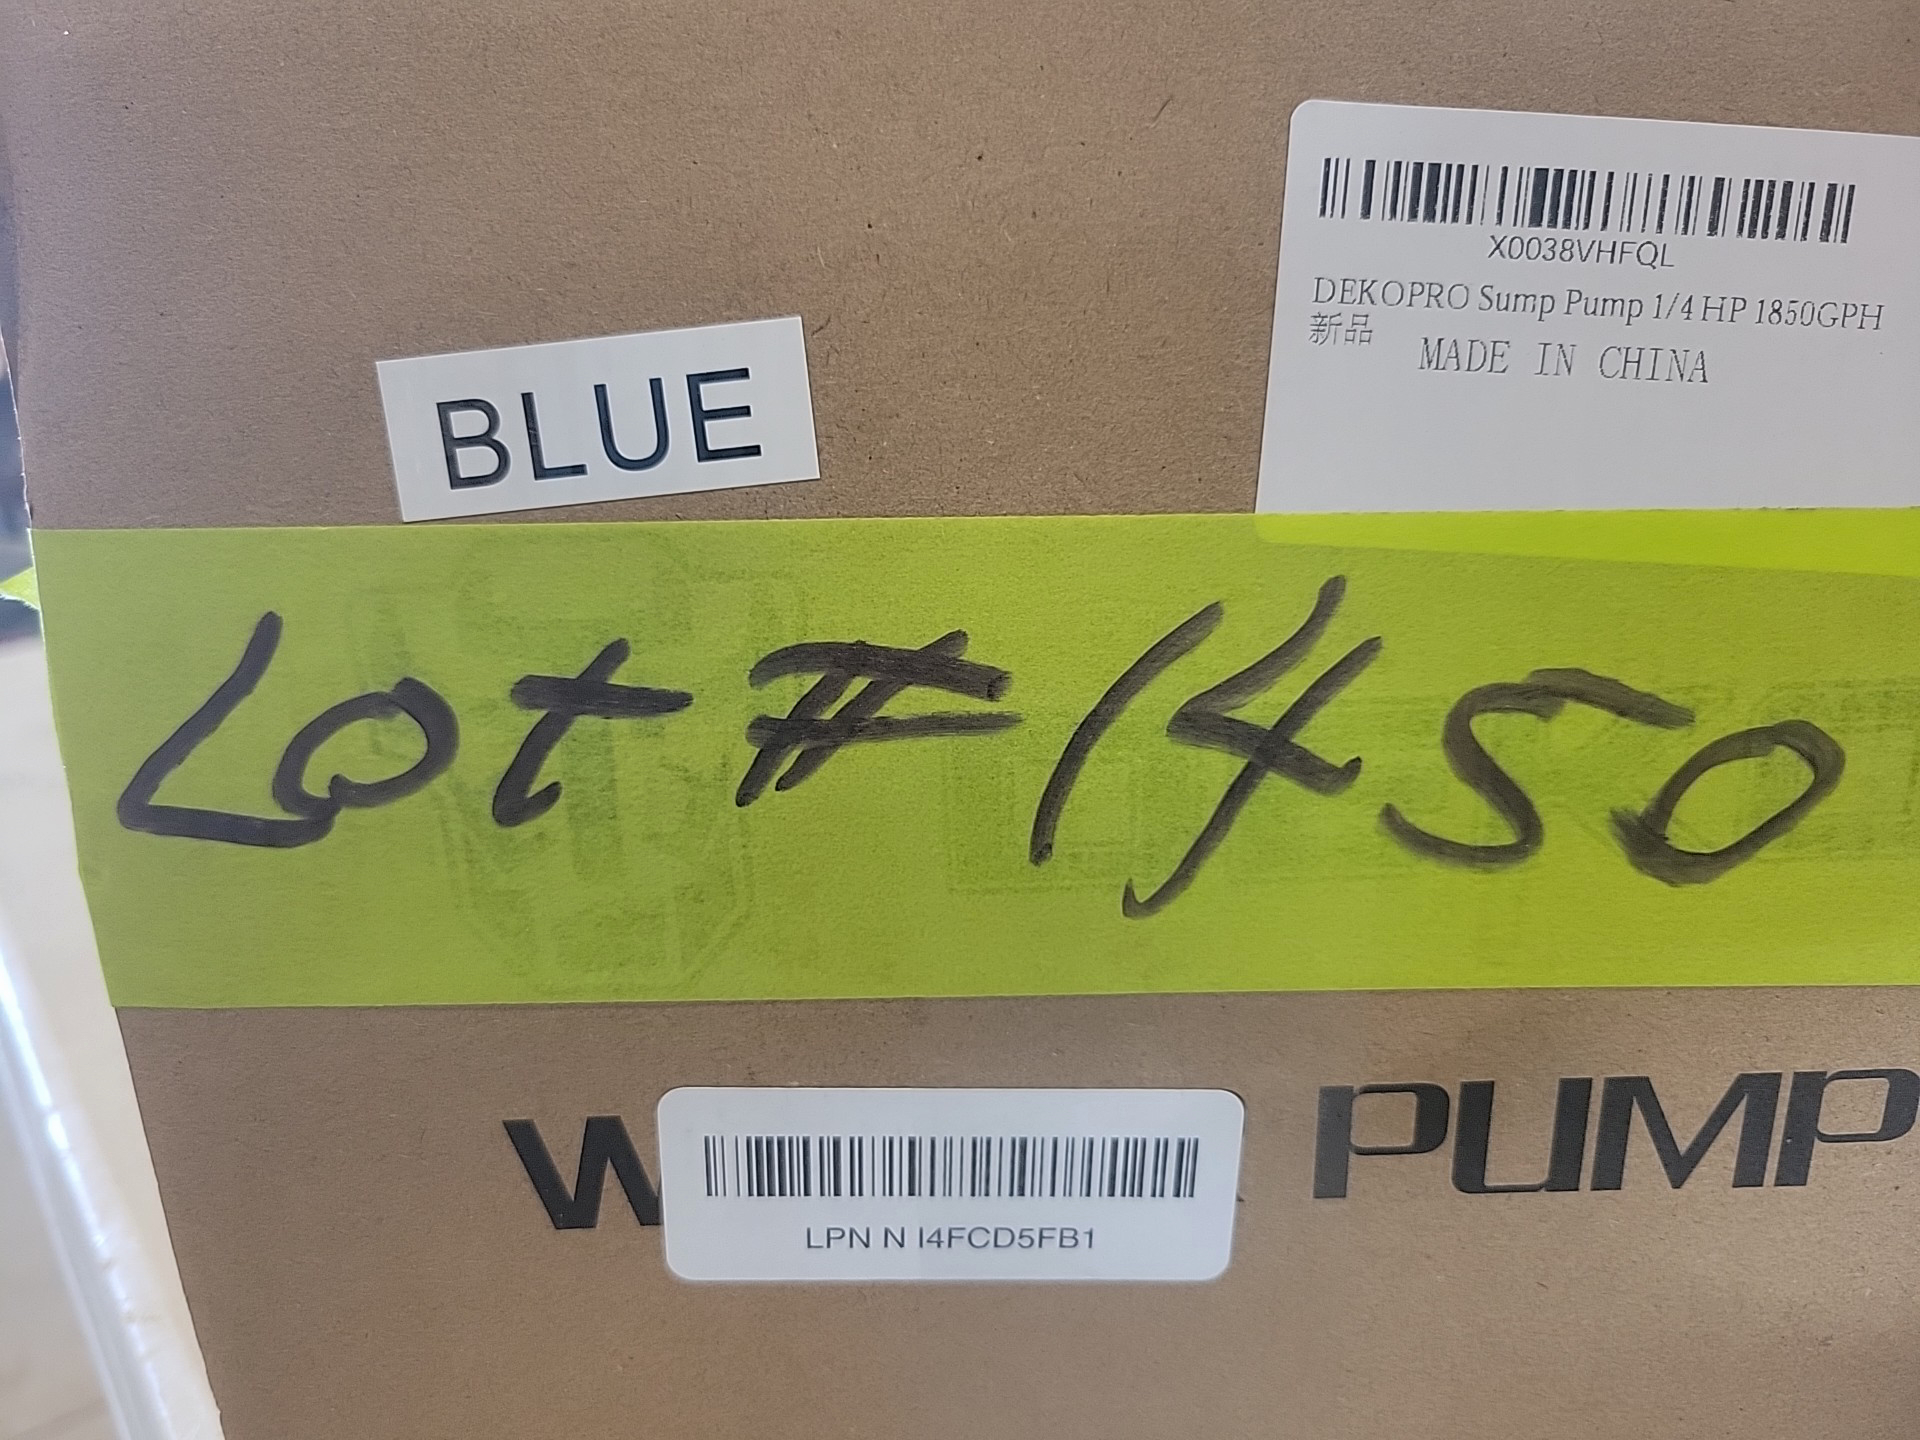 X0038VHFQL
DEKOPRO Sump Pump 1/4 HP 1850GPH
新品 MADE IN CHINA
BLUE
Lot # 1450
PUMP
LPN N I4FCD5FB1